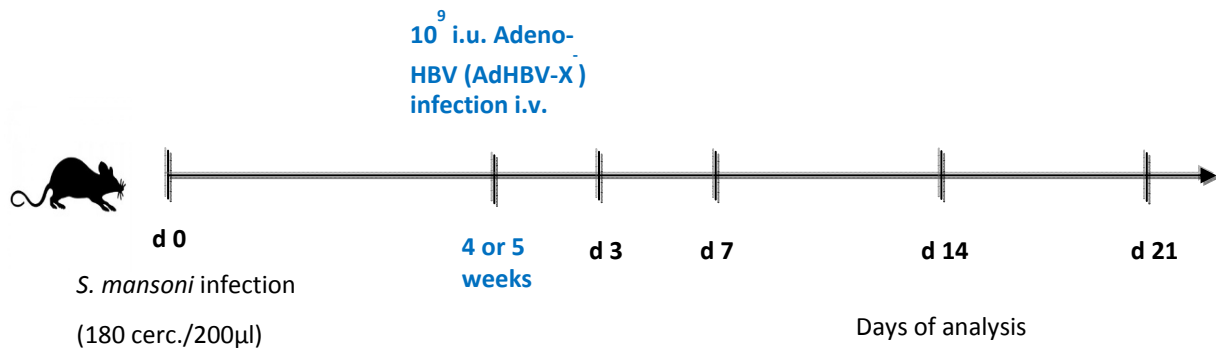 10⁹ i.u. Adeno-
HBV (AdHBV-X⁻)
infection i.v.
d 0
4 or 5
weeks
d 3
d 7
d 14
d 21
S. mansoni infection
(180 cerc./200µl)
Days of analysis